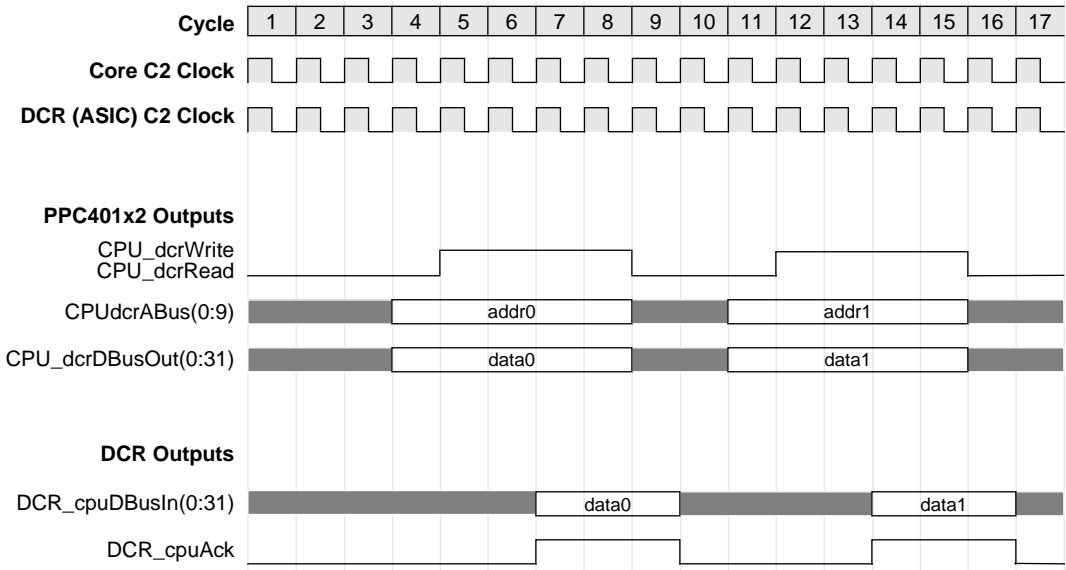 Cycle 1 2 3 4 5 6 7 8 9 10 11 12 13 14 15 16 17
Core C2 Clock
DCR (ASIC) C2 Clock
PPC401x2 Outputs
CPU_dcrWrite
CPU_dcrRead
CPUdcrABus(0:9) addr0 addr1
CPU_dcrDBusOut(0:31) data0 data1
DCR Outputs
DCR_cpuDBusIn(0:31) data0 data1
DCR_cpuAck